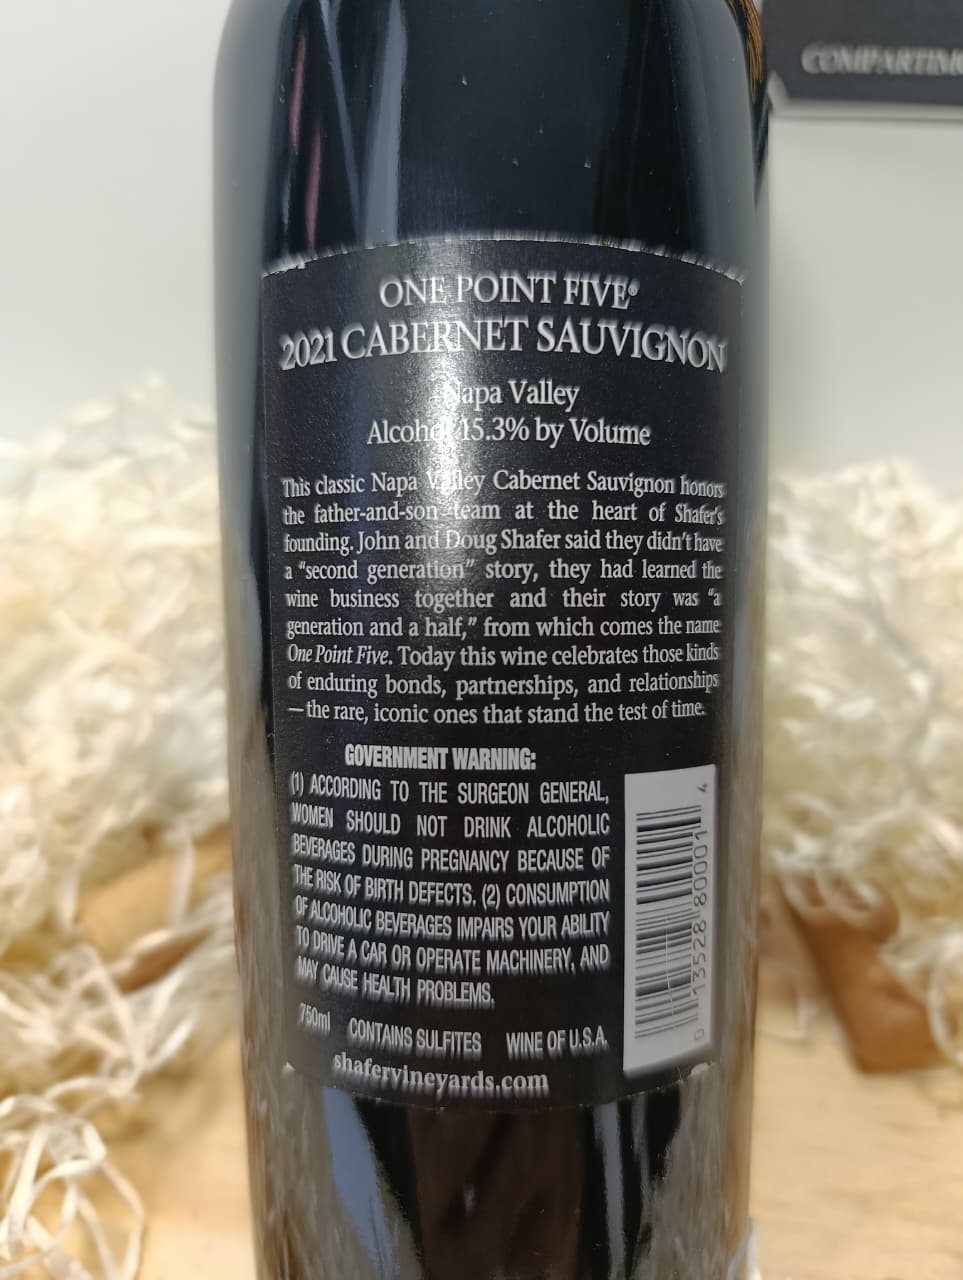 COMPARTIMO
ONE POINT FIVE®
2021 CABERNET SAUVIGNON
Napa Valley
Alcohol 15.3% by Volume
This classic Napa Valley Cabernet Sauvignon honors
the father-and-son team at the heart of Shafer's
founding. John and Doug Shafer said they didn't have
a “second generation” story, they had learned the
wine business together and their story was “a
generation and a half,” from which comes the name
One Point Five. Today this wine celebrates those kinds
of enduring bonds, partnerships, and relationships
—the rare, iconic ones that stand the test of time.
GOVERNMENT WARNING:
(1) ACCORDING TO THE SURGEON GENERAL,
WOMEN SHOULD NOT DRINK ALCOHOLIC
BEVERAGES DURING PREGNANCY BECAUSE OF
THE RISK OF BIRTH DEFECTS. (2) CONSUMPTION
OF ALCOHOLIC BEVERAGES IMPAIRS YOUR ABILITY
TO DRIVE A CAR OR OPERATE MACHINERY, AND
MAY CAUSE HEALTH PROBLEMS.
750ml CONTAINS SULFITES WINE OF U.S.A.
shafervineyards.com
0 13528 80001 4